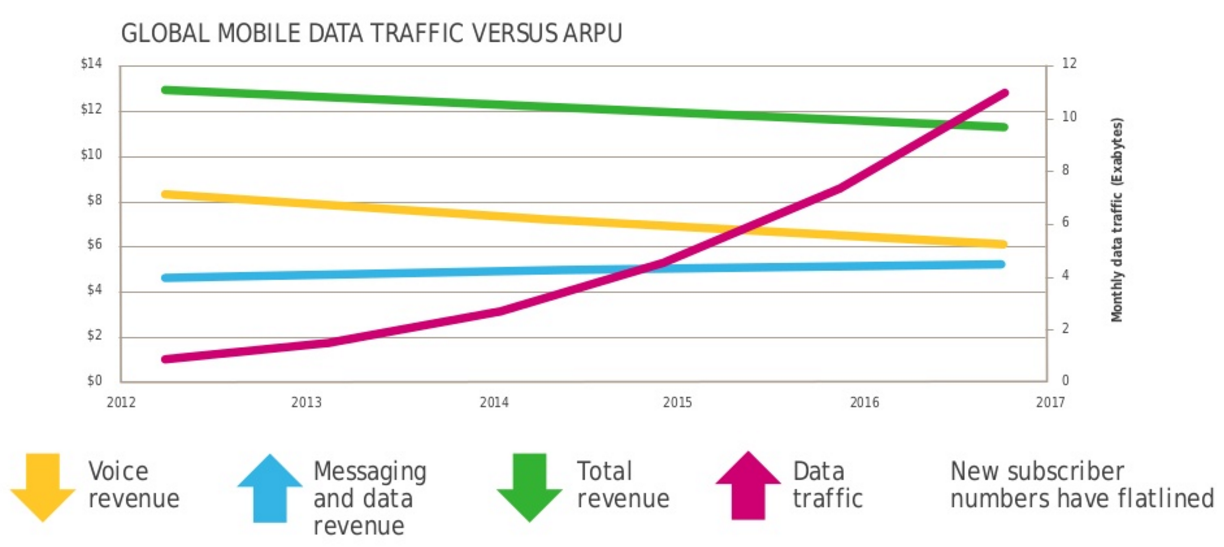 GLOBAL MOBILE DATA TRAFFIC VERSUS ARPU
$14
$12
$10
$8
$6
$4
$2
$0
12
10
8
6
4
2
0
Monthly data traffic (Exabytes)
2012 2013 2014 2015 2016 2017
Voice
revenue
Messaging
and data
revenue
Total
revenue
Data
traffic
New subscriber
numbers have flatlined